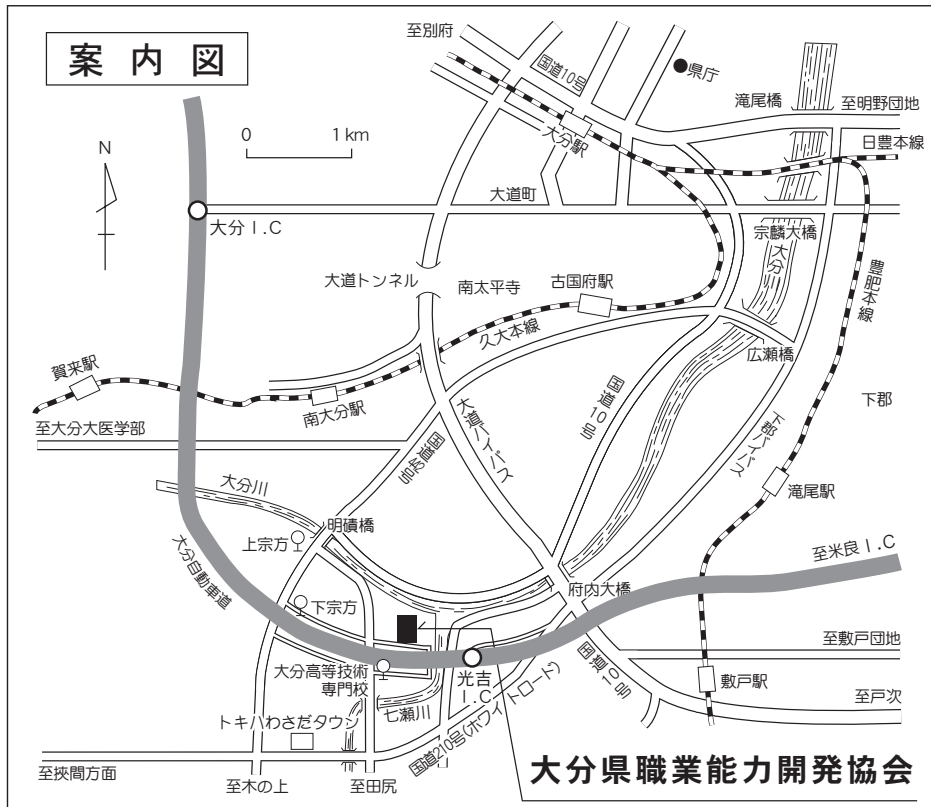 案内図
至別府
国道10号
●県庁
滝尾橋
至明野団地
大分駅
日豊本線
N
0 1km
大道町
大分I.C
宗麟大橋
大分
大道トンネル
南太平寺
古国府駅
豊肥本線
久大本線
広瀬橋
賀来駅
南大分駅
国道10号
下郡
至大分大医学部
大道バイパス
下郡バイパス
国道210号
滝尾駅
大分川
明磧橋
上宗方
至米良I.C
大分自動車道
府内大橋
下宗方
至敷戸団地
大分高等技術
専門校
光吉
I.C
国道10号
敷戸駅
七瀬川
至戸次
トキハわさだタウン
国道210号(ホワイトロード)
大分県職業能力開発協会
至挾間方面
至木の上
至田尻